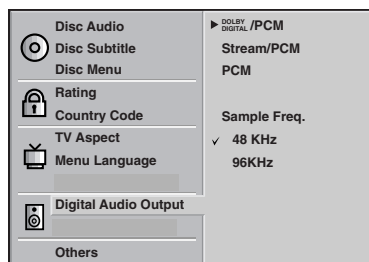 Disc Audio
Disc Subtitle
Disc Menu
Rating
Country Code
TV Aspect
Menu Language
Digital Audio Output
Others
DOLBY DIGITAL /PCM
Stream/PCM
PCM
Sample Freq.
✓ 48 KHz
96KHz